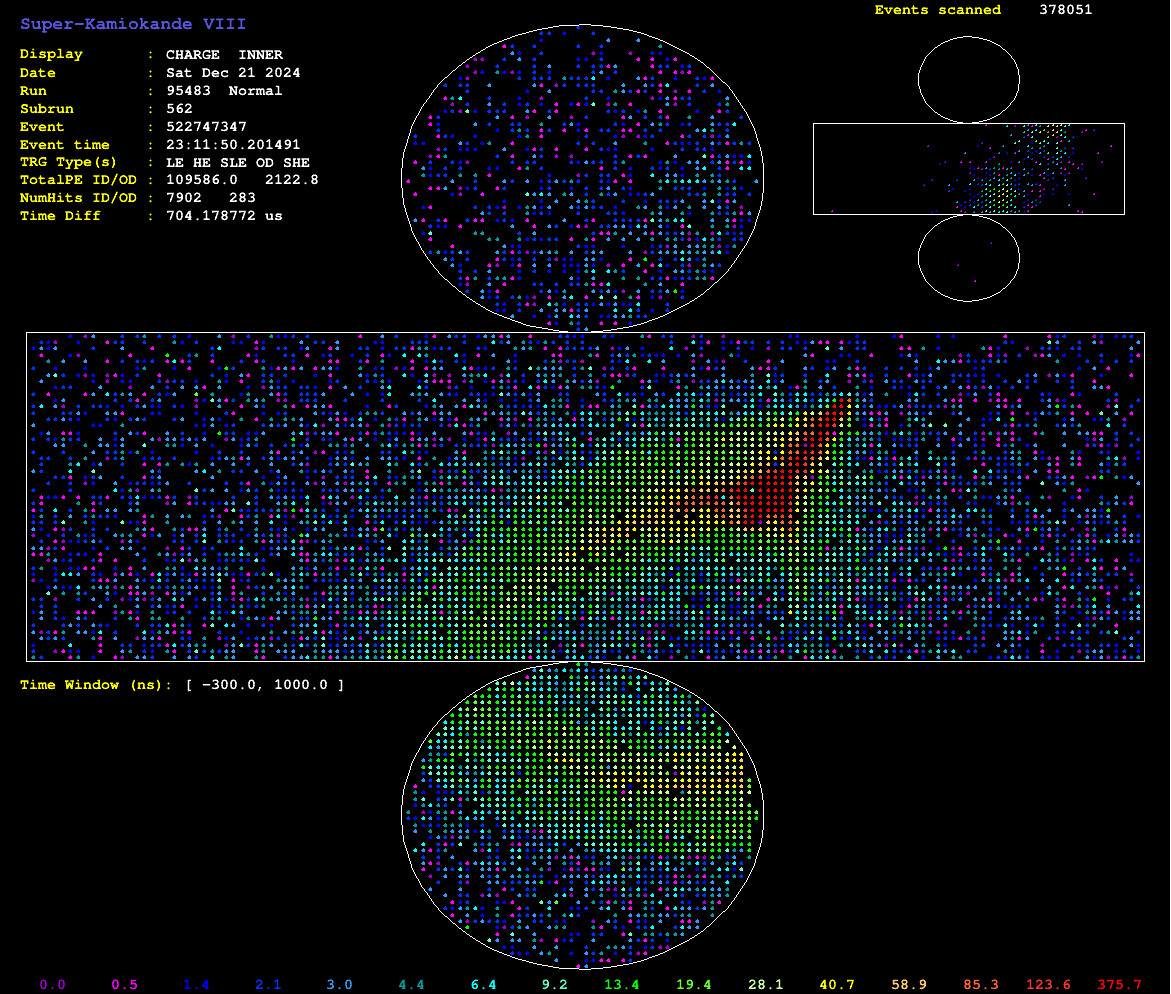 Super-Kamiokande VIII
Events scanned 378051
Display : CHARGE INNER
Date : Sat Dec 21 2024
Run : 95483 Normal
Subrun : 562
Event : 522747347
Event time : 23:11:50.201491
TRG Type(s) : LE HE SLE OD SHE
TotalPE ID/OD : 109586.0 2122.8
NumHits ID/OD : 7902 283
Time Diff : 704.178772 us
Time Window (ns): [ −300.0, 1000.0 ]
0.0 0.5 1.4 2.1 3.0 4.4 6.4 9.2 13.4 19.4 28.1 40.7 58.9 85.3 123.6 375.7